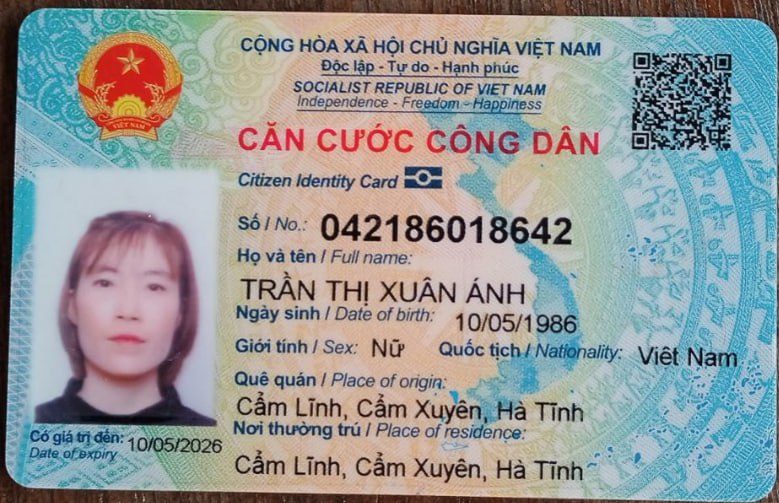 CỘNG HÒA XÃ HỘI CHỦ NGHĨA VIỆT NAM
Độc lập - Tự do - Hạnh phúc
SOCIALIST REPUBLIC OF VIET NAM
Independence - Freedom - Happiness
CĂN CƯỚC CÔNG DÂN
Citizen Identity Card
Số / No.: 042186018642
Họ và tên / Full name:
TRẦN THỊ XUÂN ÁNH
Ngày sinh / Date of birth: 10/05/1986
Giới tính / Sex: Nữ Quốc tịch / Nationality: Việt Nam
Quê quán / Place of origin:
Cẩm Lĩnh, Cẩm Xuyên, Hà Tĩnh
Nơi thường trú / Place of residence:
Cẩm Lĩnh, Cẩm Xuyên, Hà Tĩnh
Có giá trị đến: 10/05/2026
Date of expiry
VIỆT NAM